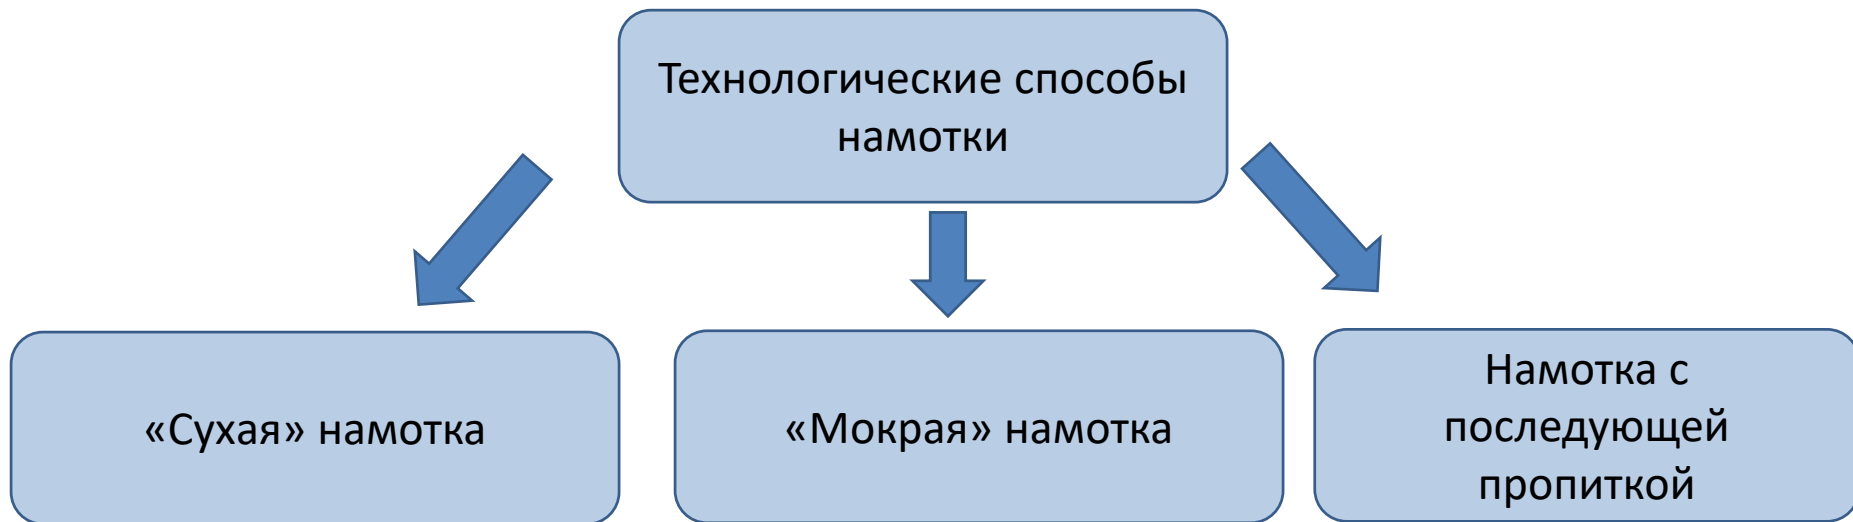 Технологические способы
намотки
«Сухая» намотка
«Мокрая» намотка
Намотка с
последующей
пропиткой